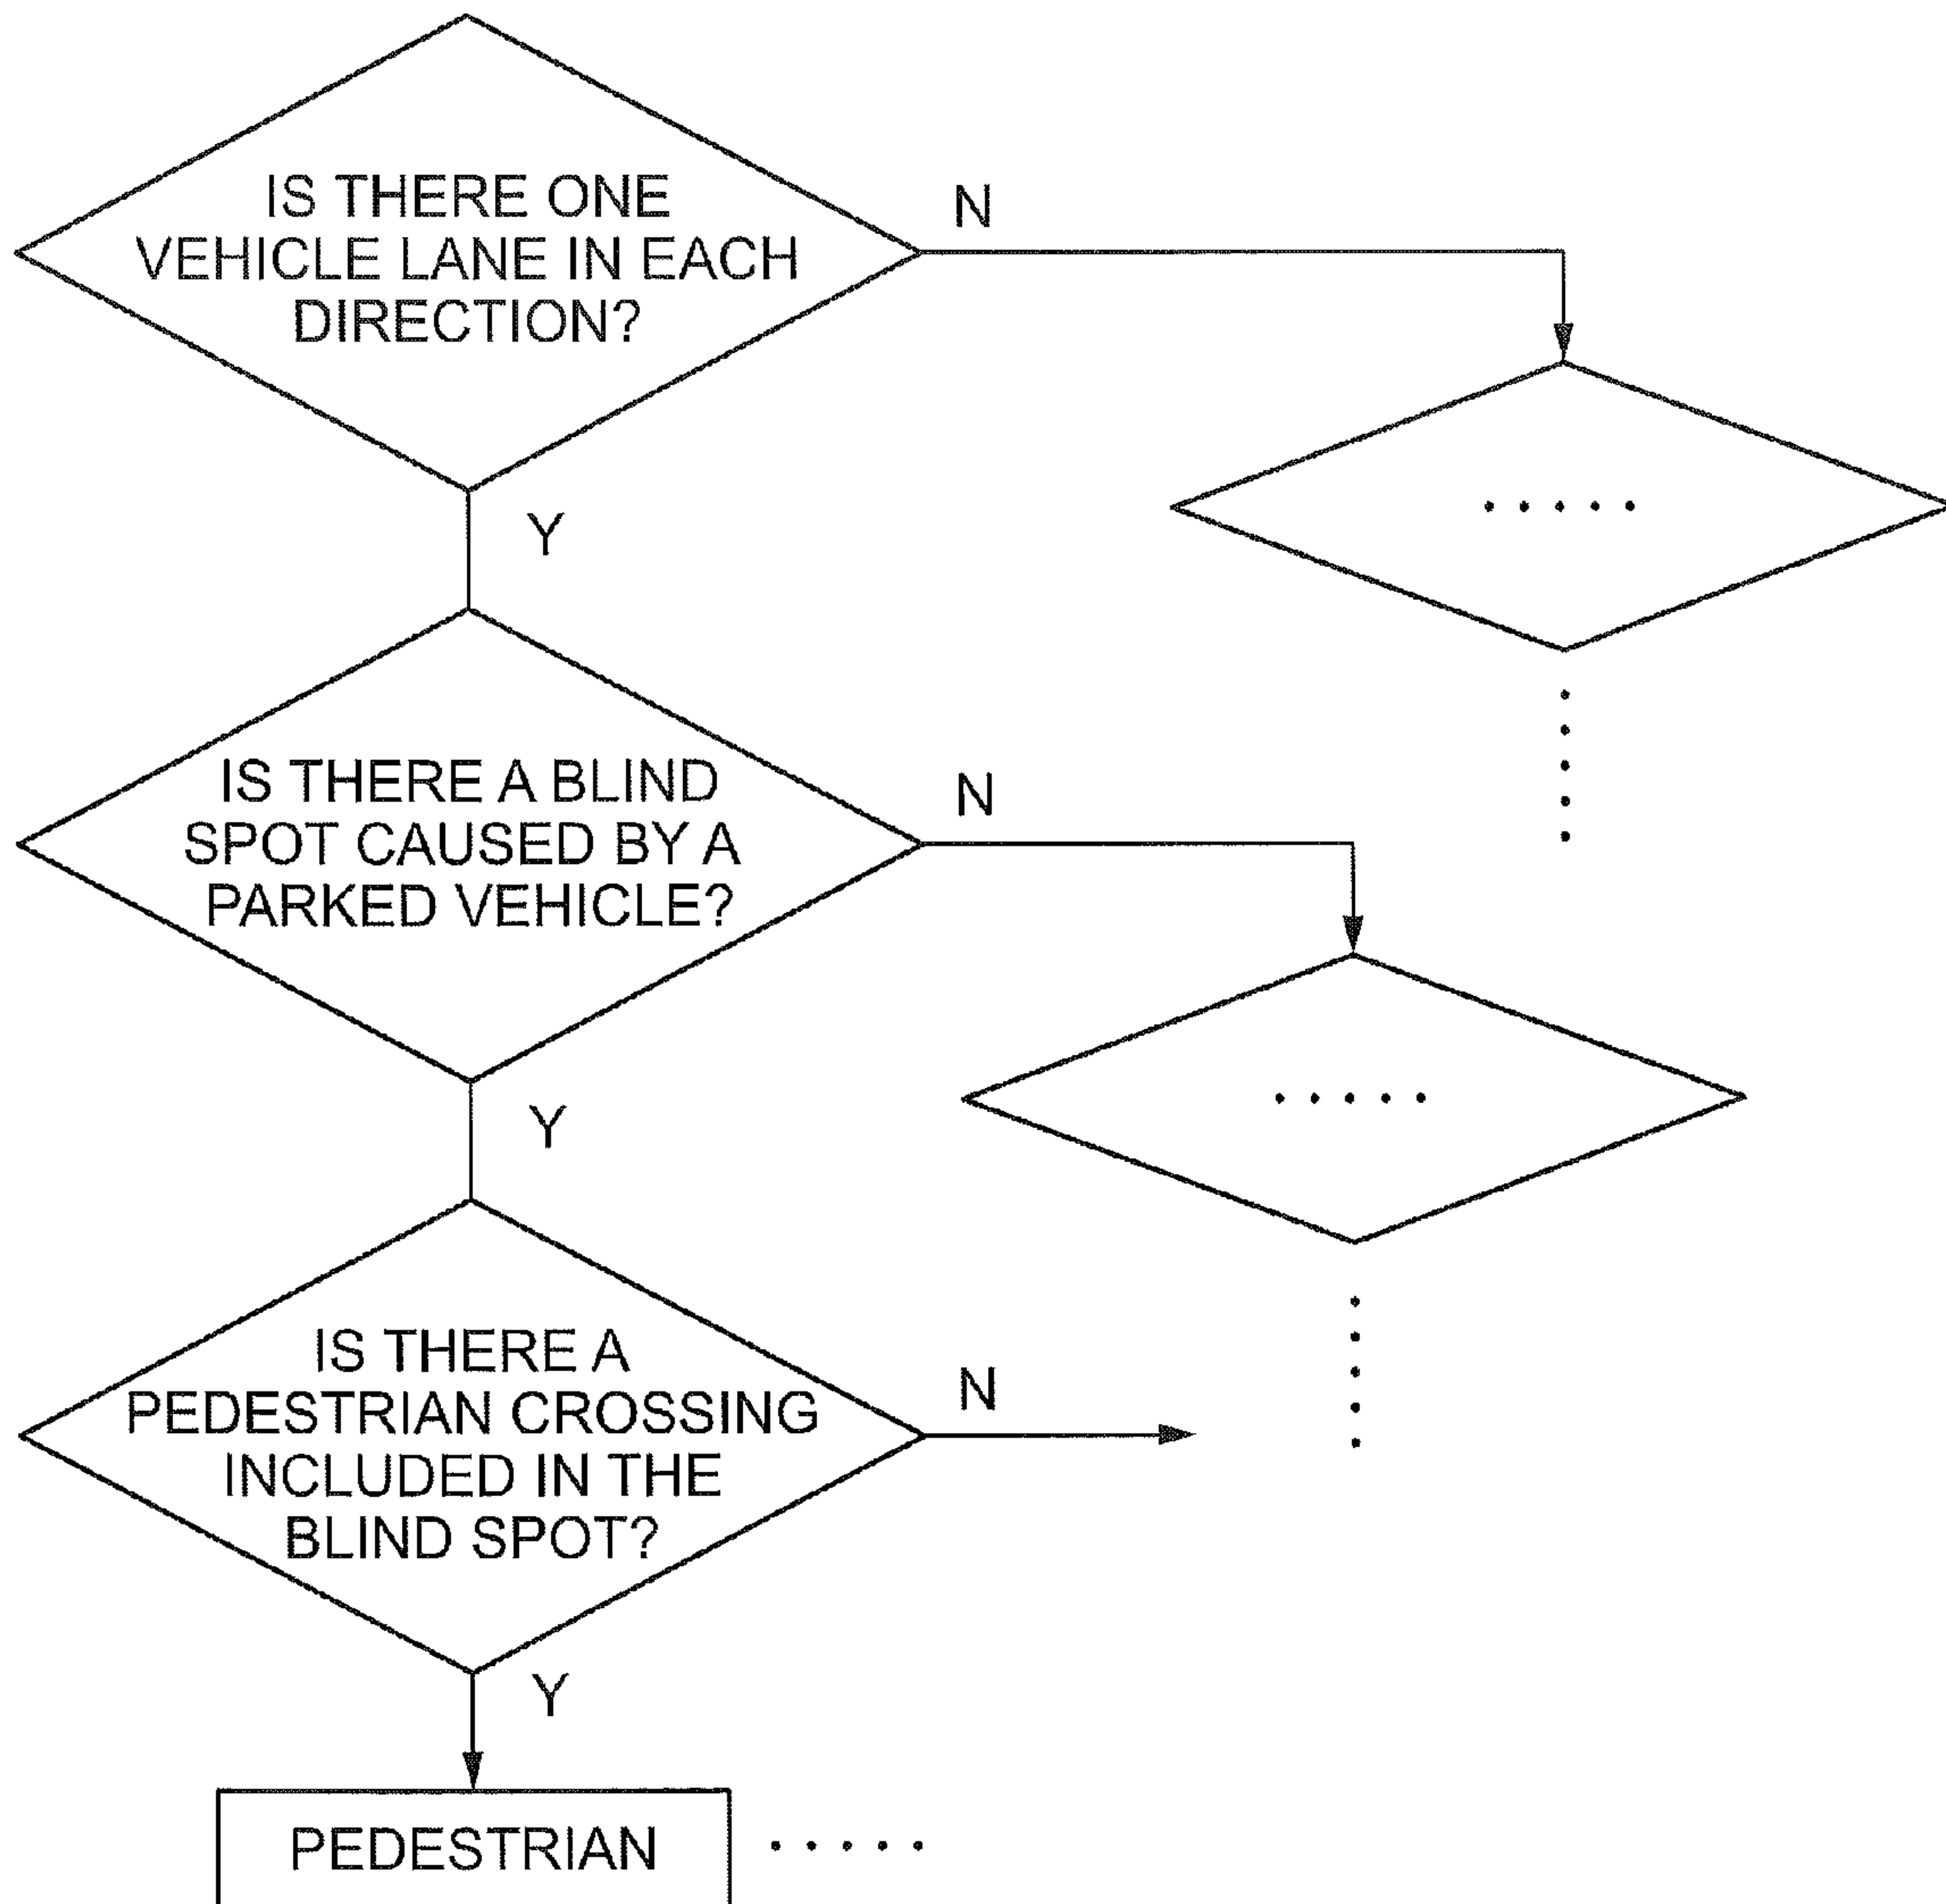 IS THERE ONE
VEHICLE LANE IN EACH
DIRECTION?
N
.....
Y
IS THERE A BLIND
SPOT CAUSED BY A
PARKED VEHICLE?
N
.....
Y
IS THERE A
PEDESTRIAN CROSSING
INCLUDED IN THE
BLIND SPOT?
N
Y
PEDESTRIAN
.....